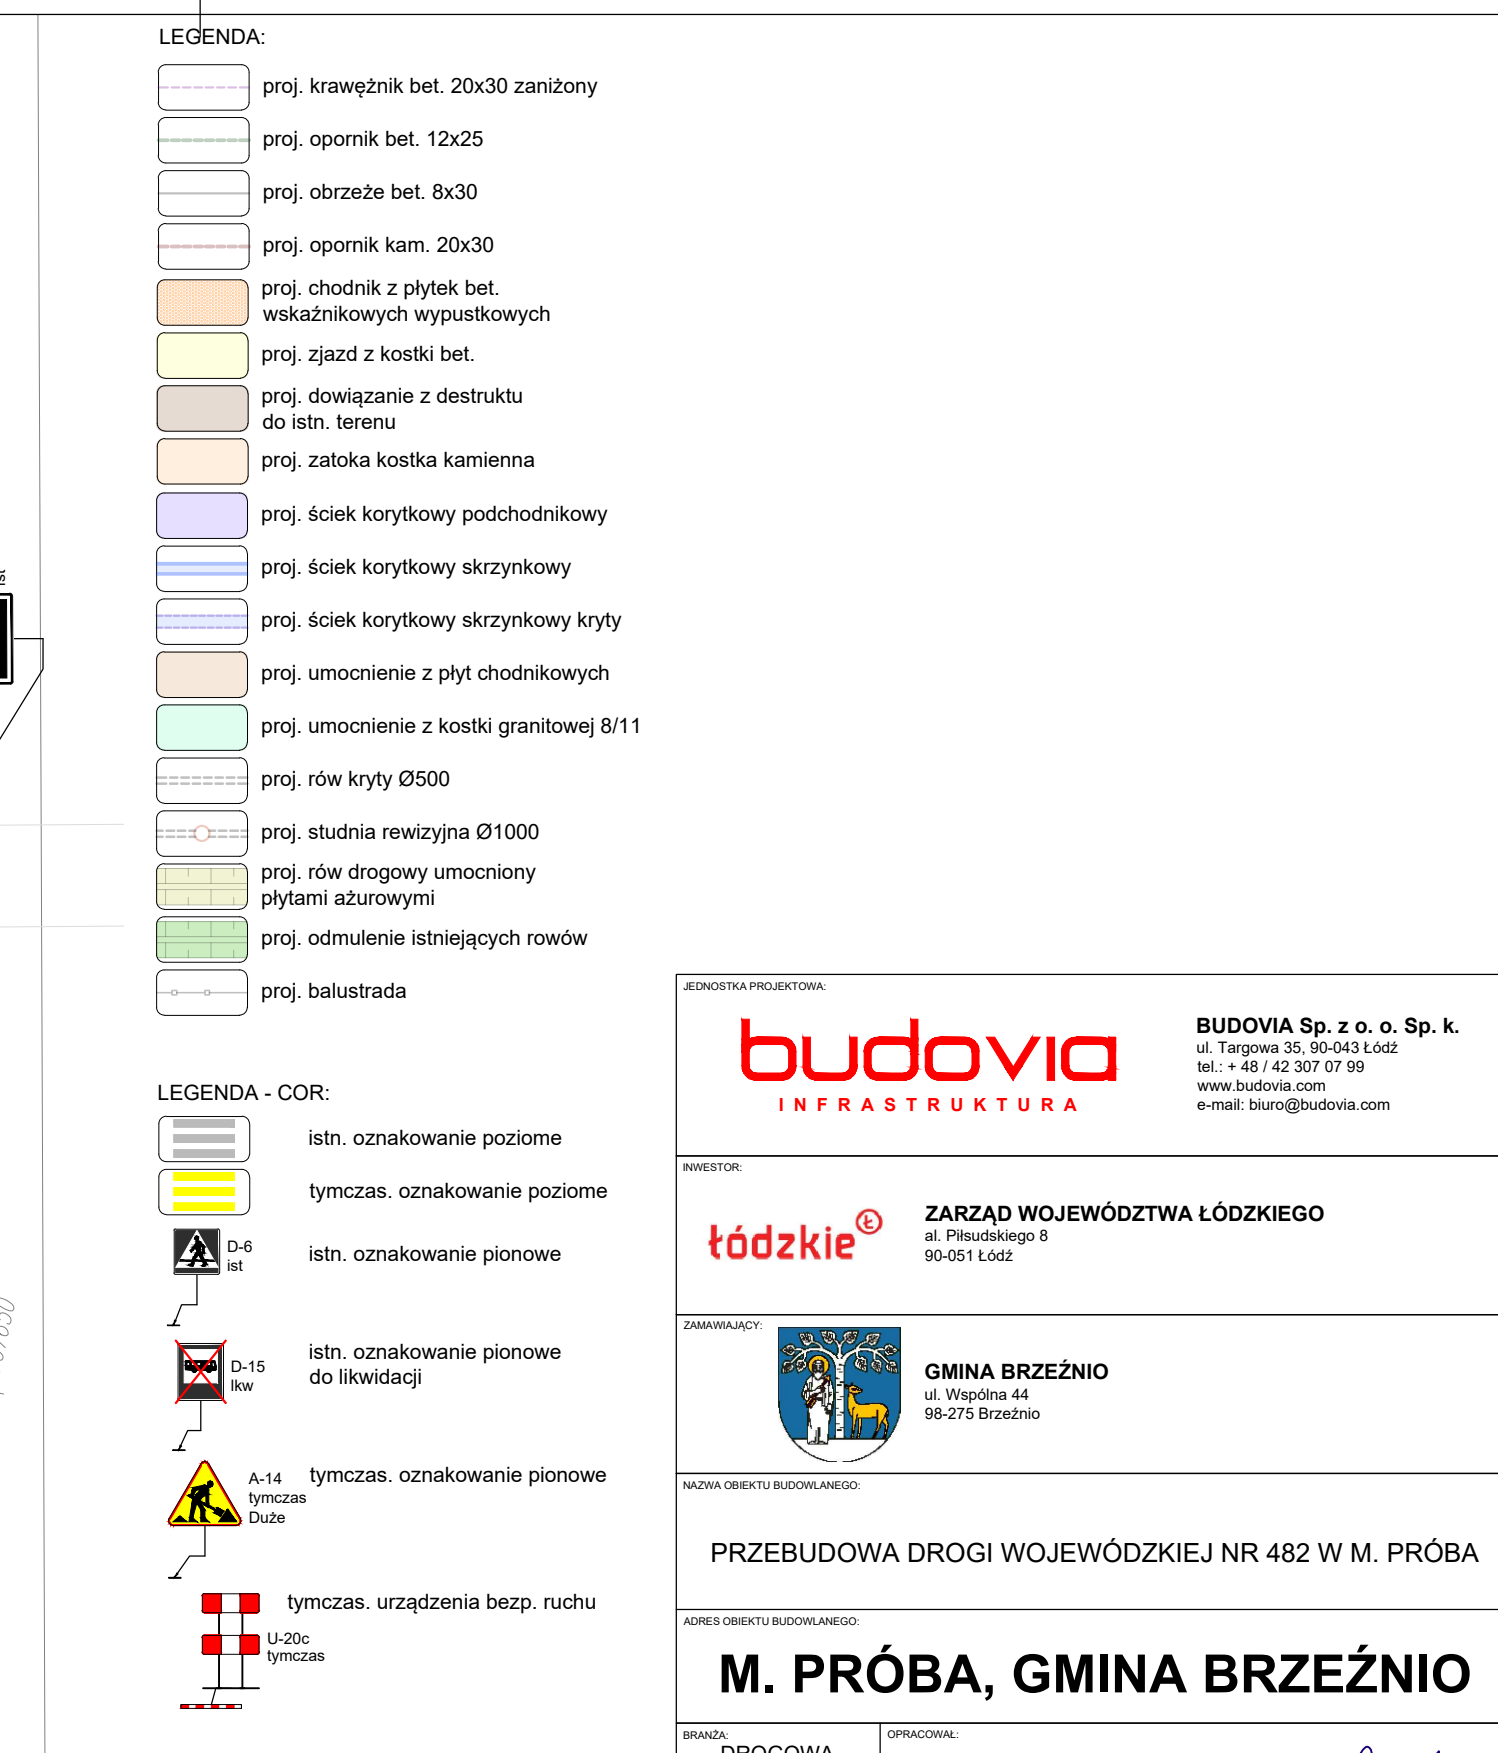 LEGENDA:
proj. krawężnik bet. 20x30 zaniżony
proj. opornik bet. 12x25
proj. obrzeże bet. 8x30
proj. opornik kam. 20x30
proj. chodnik z płytek bet.
wskaźnikowych wypustkowych
proj. zjazd z kostki bet.
proj. dowiązanie z destruktu
do istn. terenu
proj. zatoka kostka kamienna
proj. ściek korytkowy podchodnikowy
proj. ściek korytkowy skrzynkowy
proj. ściek korytkowy skrzynkowy kryty
proj. umocnienie z płyt chodnikowych
proj. umocnienie z kostki granitowej 8/11
proj. rów kryty Ø500
proj. studnia rewizyjna Ø1000
proj. rów drogowy umocniony
płytami ażurowymi
proj. odmulenie istniejących rowów
proj. balustrada
LEGENDA - COR:
istn. oznakowanie poziome
tymczas. oznakowanie poziome
D-6
ist
istn. oznakowanie pionowe
D-15
lkw
istn. oznakowanie pionowe
do likwidacji
A-14
tymczas
Duże
tymczas. oznakowanie pionowe
tymczas. urządzenia bezp. ruchu
U-20c
tymczas
ist
JEDNOSTKA PROJEKTOWA:
budovia
INFRASTRUKTURA
BUDOVIA Sp. z o. o. Sp. k.
ul. Targowa 35, 90-043 Łódź
tel.: + 48 / 42 307 07 99
www.budovia.com
e-mail: biuro@budovia.com
INWESTOR:
łódzkie Ł
ZARZĄD WOJEWÓDZTWA ŁÓDZKIEGO
al. Piłsudskiego 8
90-051 Łódź
ZAMAWIAJĄCY:
GMINA BRZEŹNIO
ul. Wspólna 44
98-275 Brzeźnio
NAZWA OBIEKTU BUDOWLANEGO:
PRZEBUDOWA DROGI WOJEWÓDZKIEJ NR 482 W M. PRÓBA
ADRES OBIEKTU BUDOWLANEGO:
M. PRÓBA, GMINA BRZEŹNIO
BRANŻA:
DROGOWA
OPRACOWAŁ: